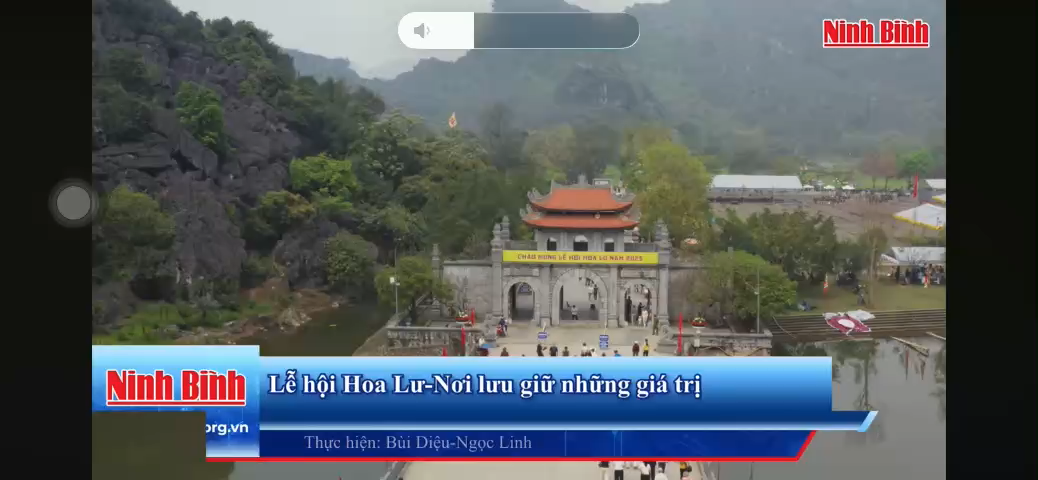 Ninh Bình
CHÀO MỪNG LỄ HỘI HOA LƯ NĂM 2025
Ninh Bình
Lễ hội Hoa Lư-Nơi lưu giữ những giá trị
org.vn
Thực hiện: Bùi Diệu-Ngọc Linh